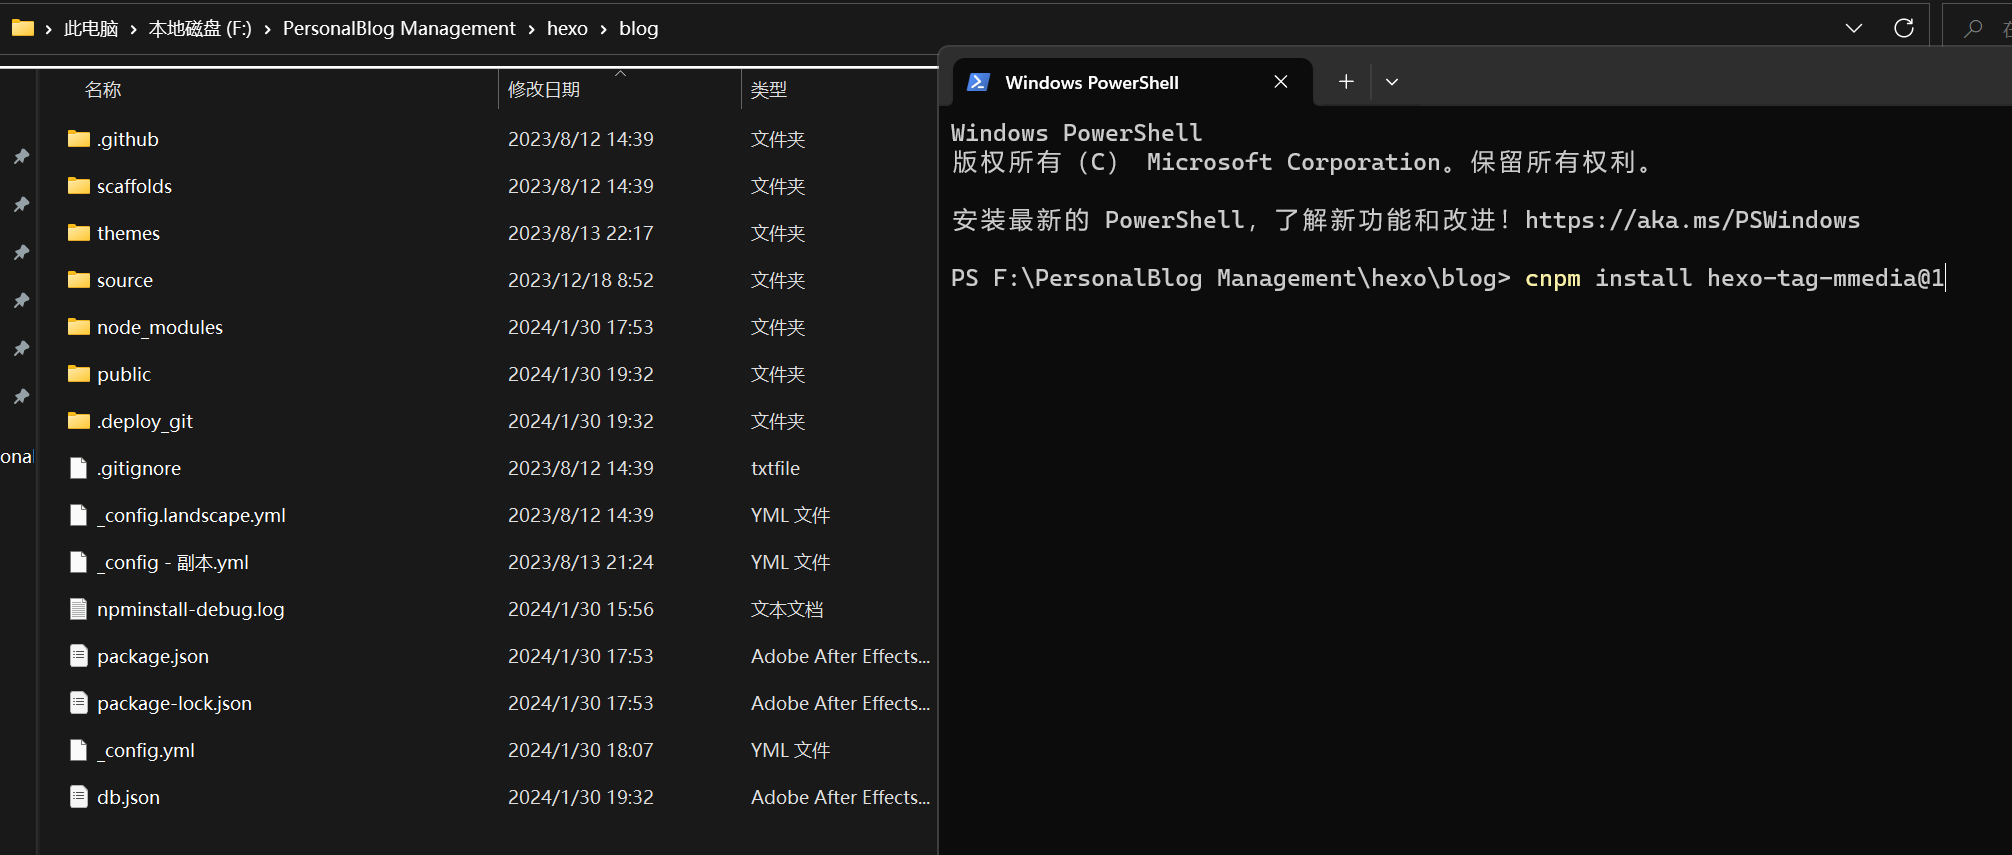 此电脑 › 本地磁盘 (F:) › PersonalBlog Management › hexo › blog
在
名称 修改日期 类型
.github 2023/8/12 14:39 文件夹
scaffolds 2023/8/12 14:39 文件夹
themes 2023/8/13 22:17 文件夹
source 2023/12/18 8:52 文件夹
node_modules 2024/1/30 17:53 文件夹
public 2024/1/30 19:32 文件夹
.deploy_git 2024/1/30 19:32 文件夹
onal
.gitignore 2023/8/12 14:39 txtfile
_config.landscape.yml 2023/8/12 14:39 YML 文件
_config - 副本.yml 2023/8/13 21:24 YML 文件
npminstall-debug.log 2024/1/30 15:56 文本文档
package.json 2024/1/30 17:53 Adobe After Effects...
package-lock.json 2024/1/30 17:53 Adobe After Effects...
_config.yml 2024/1/30 18:07 YML 文件
db.json 2024/1/30 19:32 Adobe After Effects...
Windows PowerShell
Windows PowerShell
版权所有（C） Microsoft Corporation。保留所有权利。
安装最新的 PowerShell，了解新功能和改进！https://aka.ms/PSWindows
PS F:\PersonalBlog Management\hexo\blog> cnpm install hexo-tag-mmedia@1